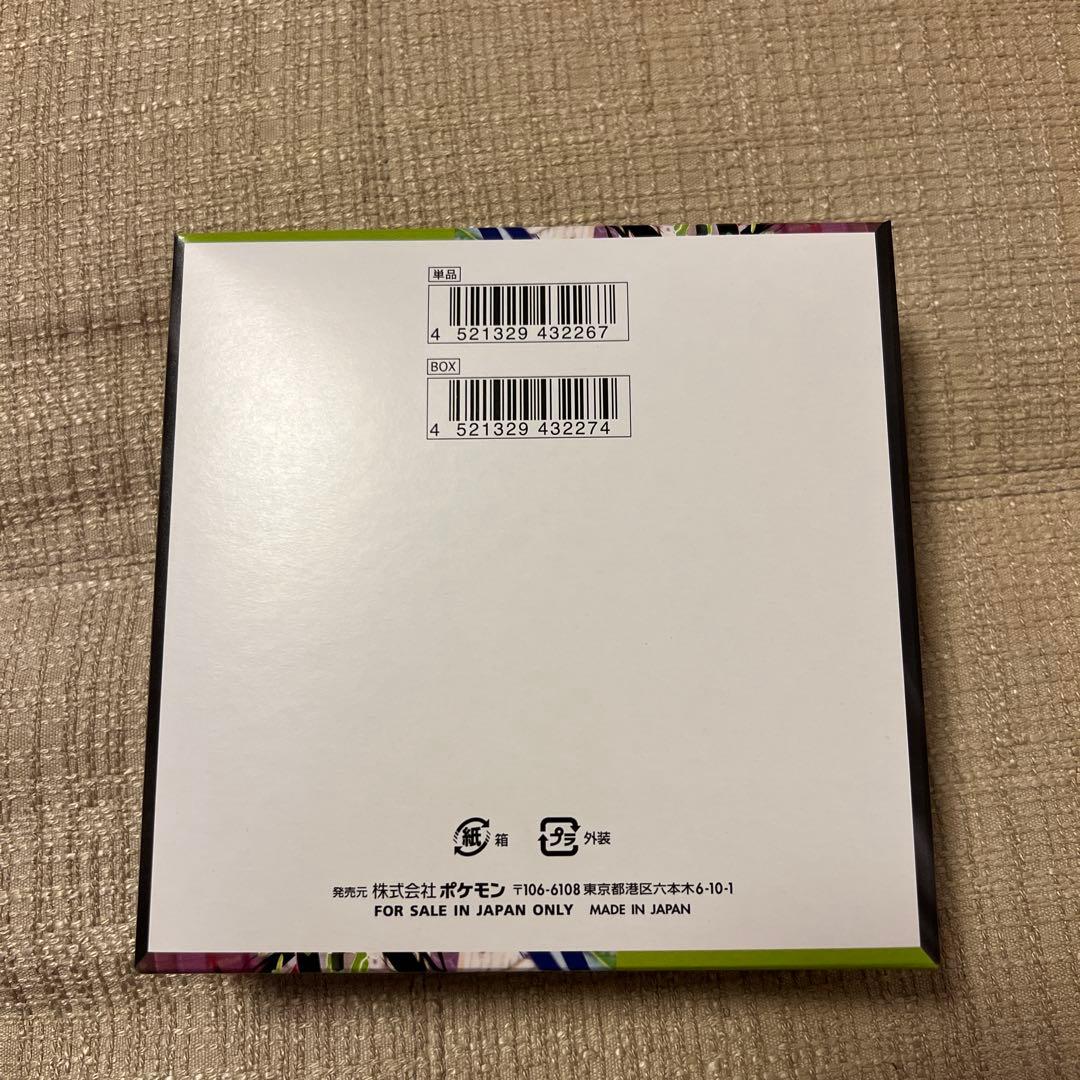 単品
4 521329 432267
BOX
4 521329 432274
紙 箱 プラ 外装
発売元 株式会社 ポケモン 〒106-6108 東京都港区六本木6-10-1
FOR SALE IN JAPAN ONLY MADE IN JAPAN